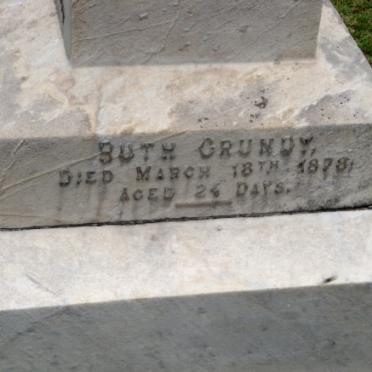 RUTH GRUNDY,
DIED MARCH 18TH 1878,
AGED 24 DAYS.